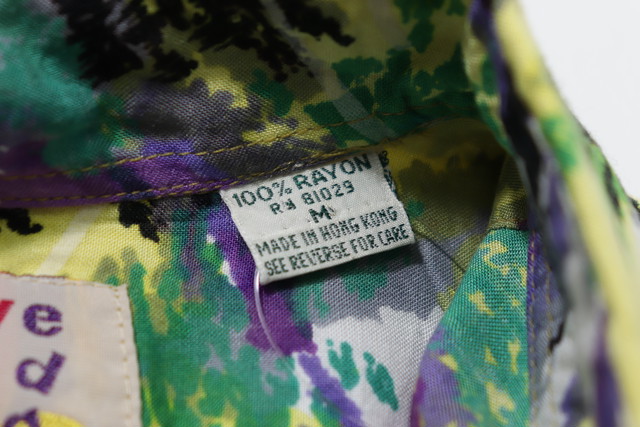 100% RAYON
RN 81029
M
MADE IN HONG KONG
SEE REVERSE FOR CARE